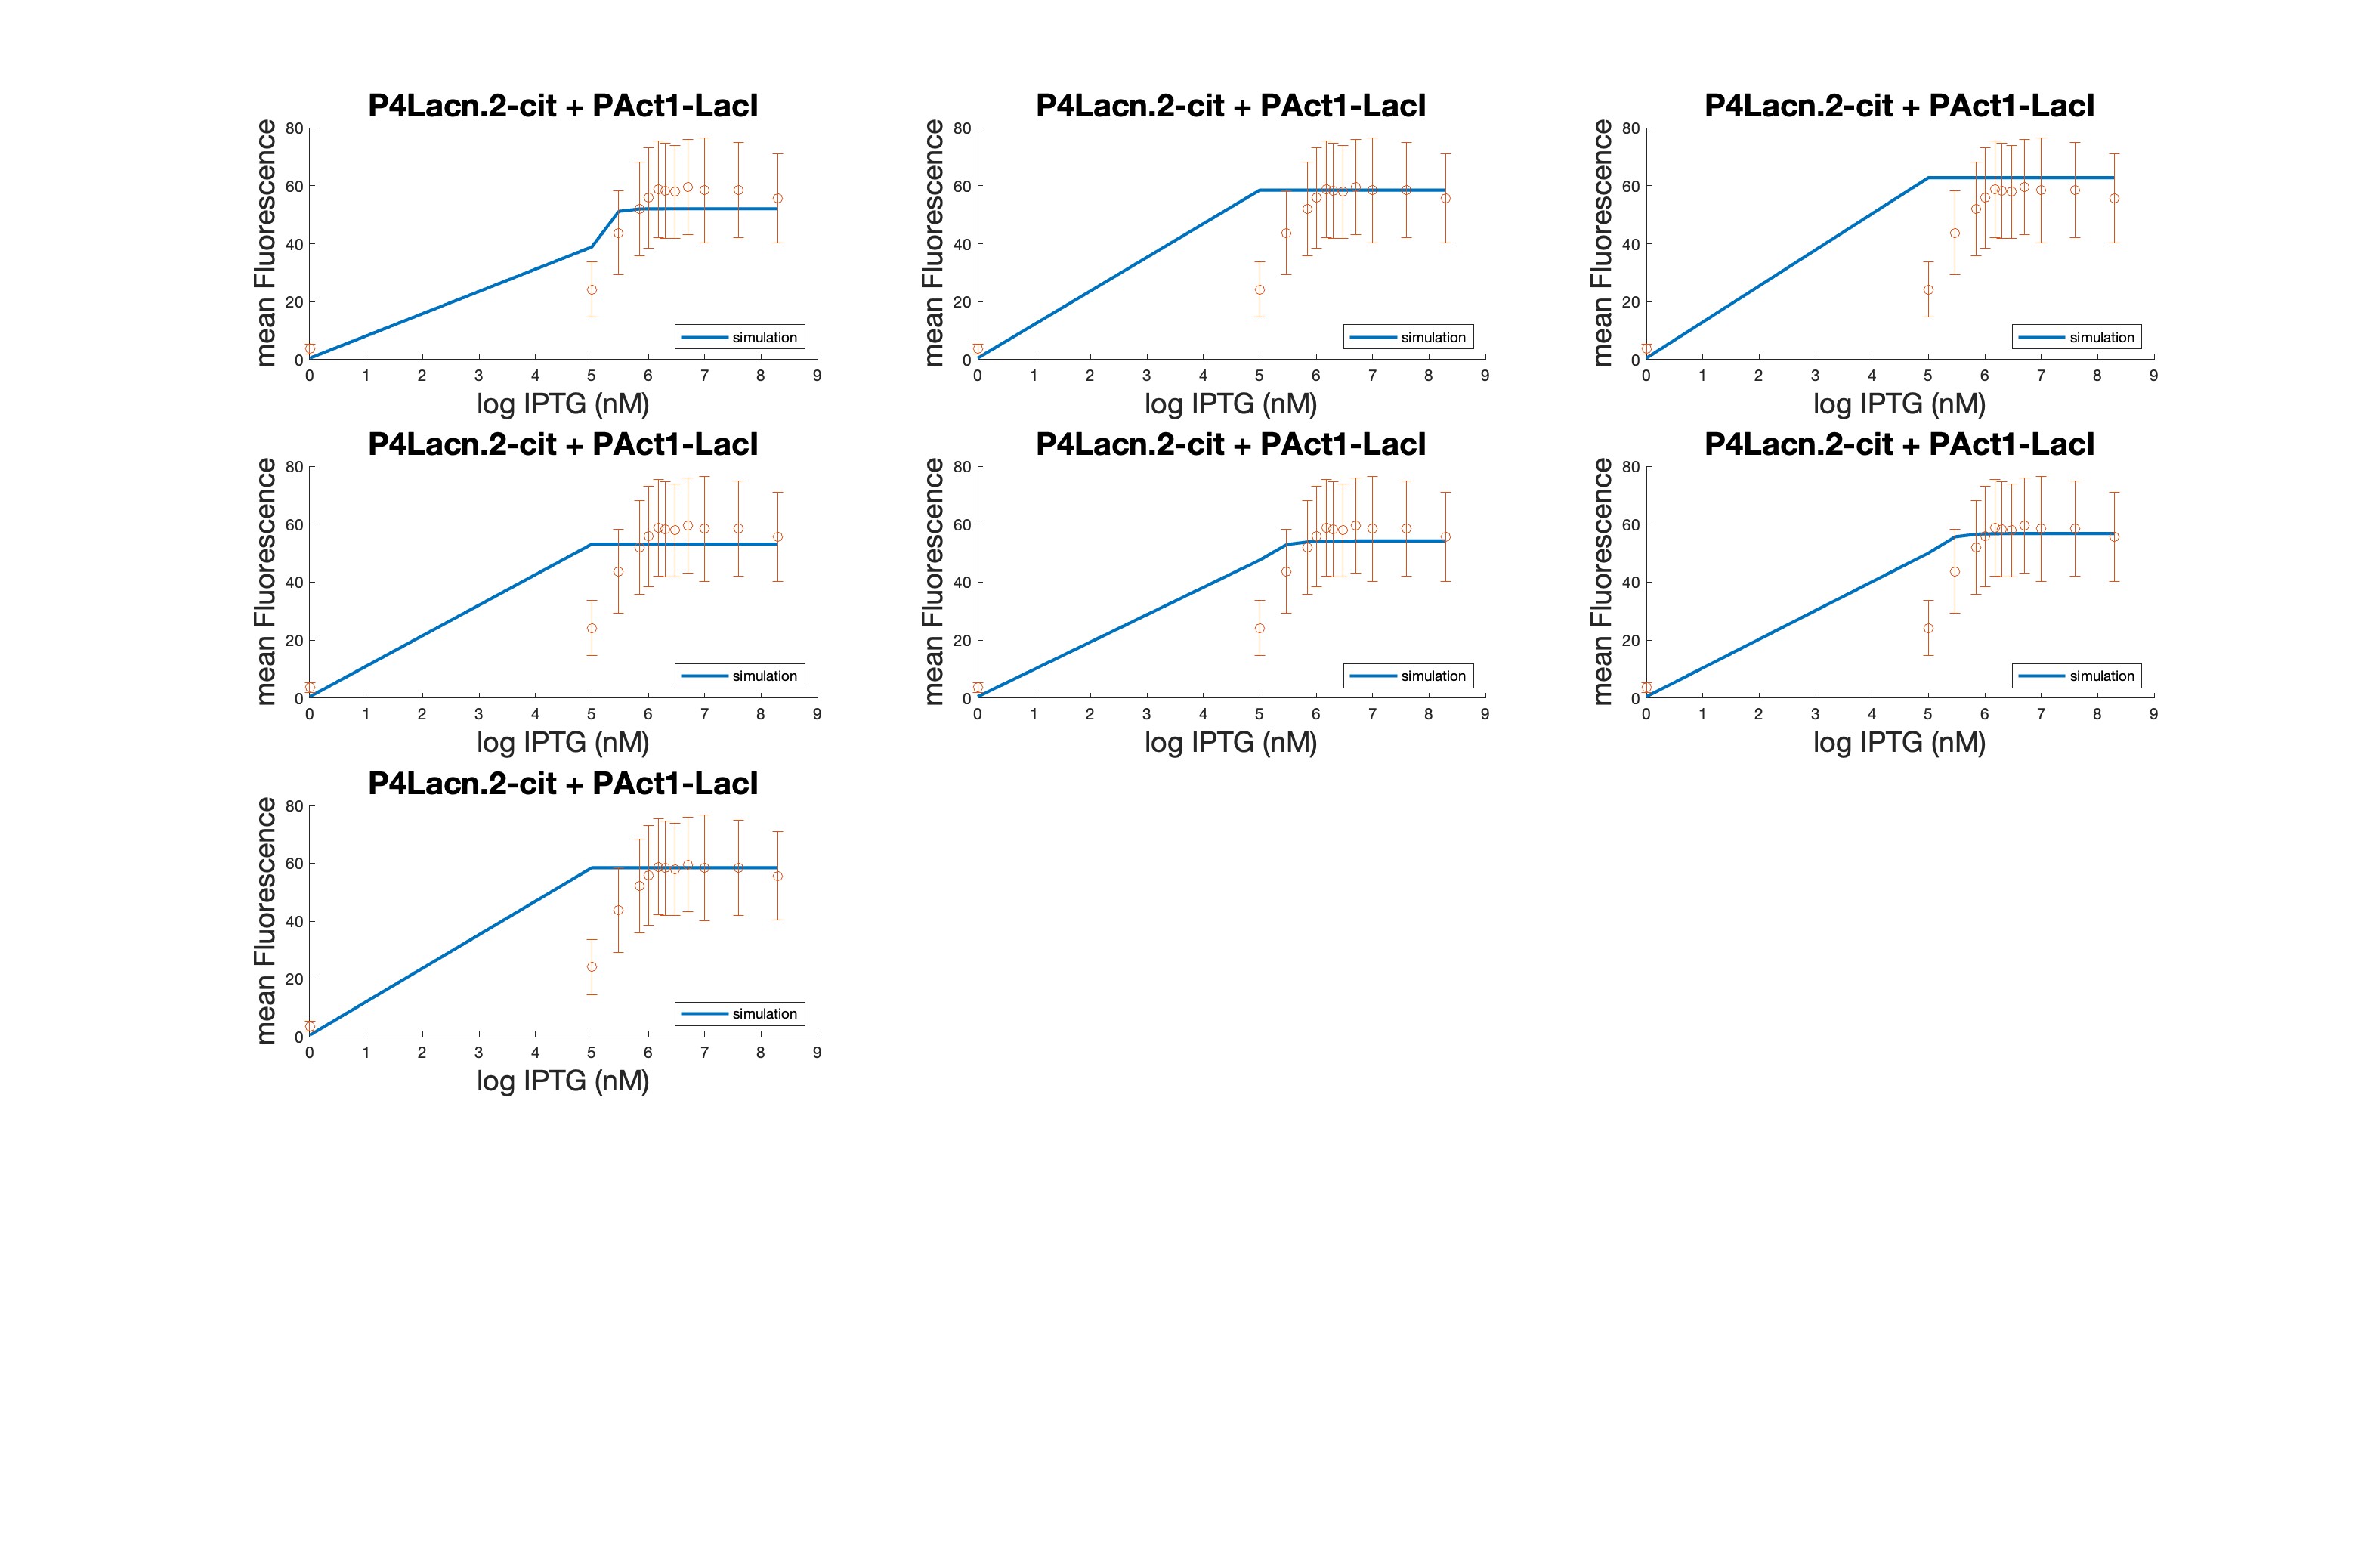 P4Lacn.2-cit + PAct1-LacI
mean Fluorescence
80
60
40
20
0
simulation
0 1 2 3 4 5 6 7 8 9
log IPTG (nM)
P4Lacn.2-cit + PAct1-LacI
mean Fluorescence
80
60
40
20
0
simulation
0 1 2 3 4 5 6 7 8 9
log IPTG (nM)
P4Lacn.2-cit + PAct1-LacI
mean Fluorescence
80
60
40
20
0
simulation
0 1 2 3 4 5 6 7 8 9
log IPTG (nM)
P4Lacn.2-cit + PAct1-LacI
mean Fluorescence
80
60
40
20
0
simulation
0 1 2 3 4 5 6 7 8 9
log IPTG (nM)
P4Lacn.2-cit + PAct1-LacI
mean Fluorescence
80
60
40
20
0
simulation
0 1 2 3 4 5 6 7 8 9
log IPTG (nM)
P4Lacn.2-cit + PAct1-LacI
mean Fluorescence
80
60
40
20
0
simulation
0 1 2 3 4 5 6 7 8 9
log IPTG (nM)
P4Lacn.2-cit + PAct1-LacI
mean Fluorescence
80
60
40
20
0
simulation
0 1 2 3 4 5 6 7 8 9
log IPTG (nM)